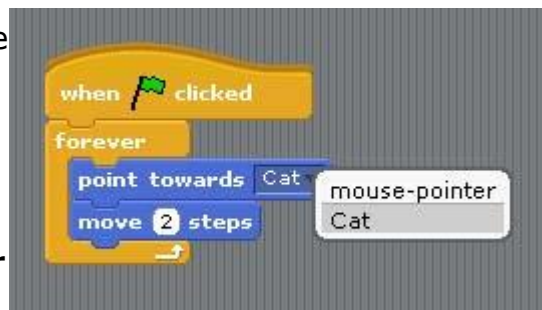 e
when clicked
forever
point towards Cat
mouse-pointer
move 2 steps
Cat
r